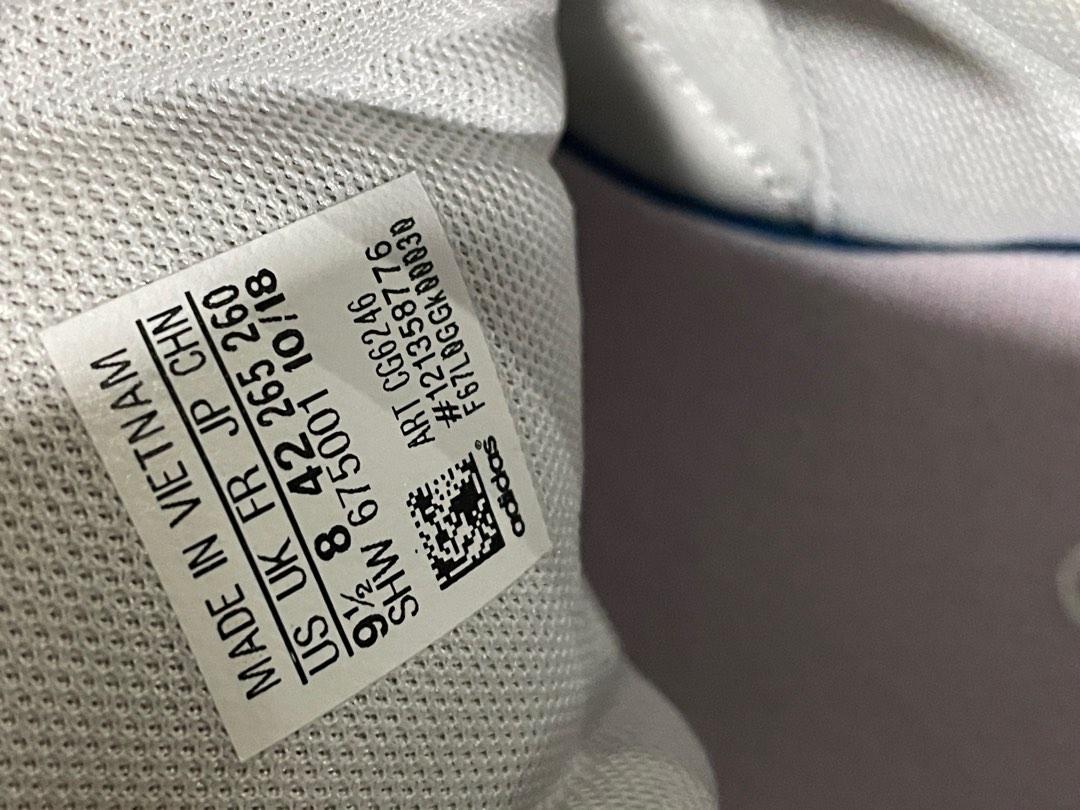 MADE IN VIETNAM
US UK FR JP CHN
9½ 8 42 265 260
SHW 675001 10/18
ART CG6246
#121358776
F67L0GGK00030
adidas®